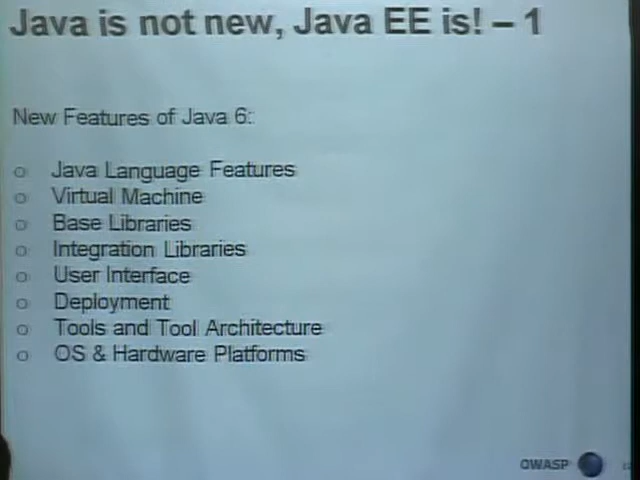 Java is not new, Java EE is! – 1
New Features of Java 6:
o Java Language Features
o Virtual Machine
o Base Libraries
o Integration Libraries
o User Interface
o Deployment
o Tools and Tool Architecture
o OS & Hardware Platforms
OWASP